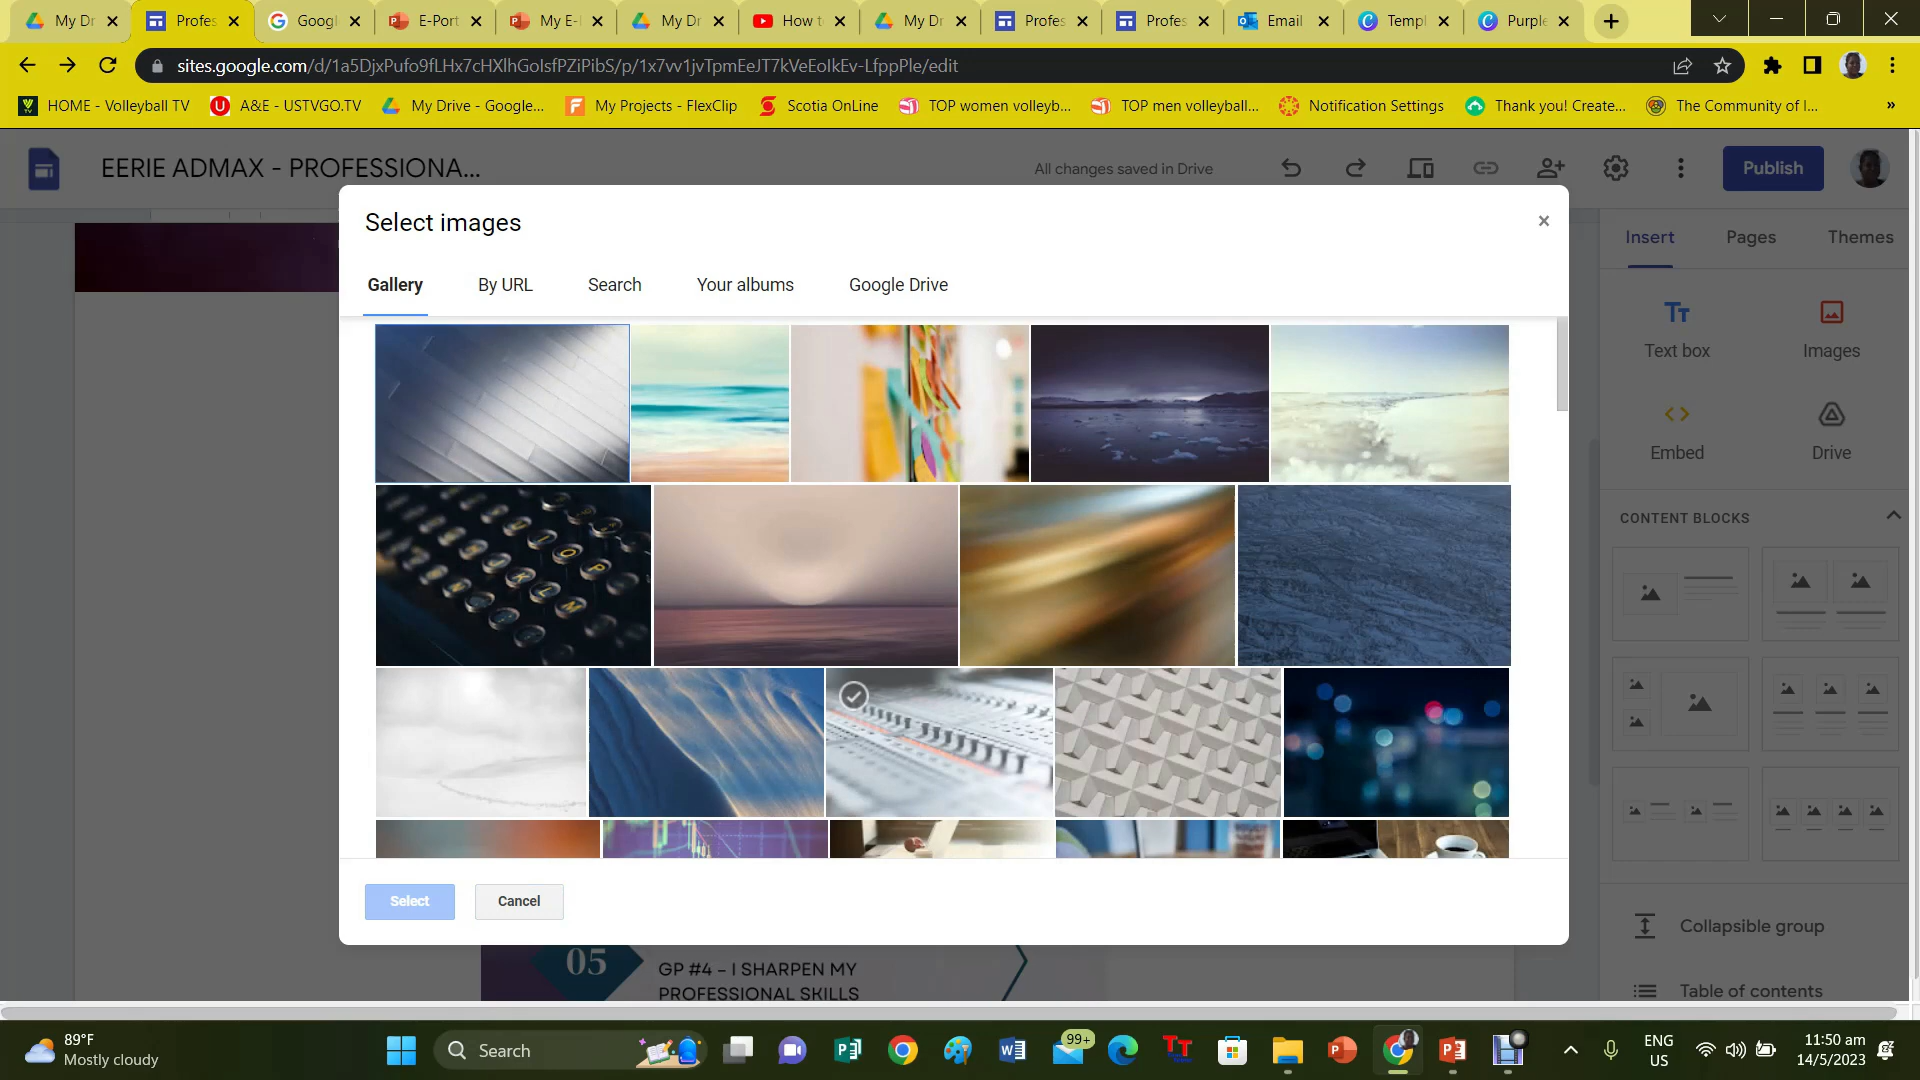 My Dr
Profes
Googl
E-Port
My E-I
My Dr
How to
My Dr
Profes
Profes
Email
Templ
Purple
sites.google.com/d/1a5DjxPufo9fLHx7cHXlhGoIsfPZiPibS/p/1x7vv1jvTpmEeJT7kVeEoIkEv-LfppPle/edit
HOME - Volleyball TV
A&E - USTVGO.TV
My Drive - Google...
My Projects - FlexClip
Scotia OnLine
TOP women volleyb...
TOP men volleyball...
Notification Settings
Thank you! Create...
The Community of I...
EERIE ADMAX - PROFESSIONA...
All changes saved in Drive
Publish
Select images
Gallery
By URL
Search
Your albums
Google Drive
Insert
Pages
Themes
Text box
Images
Embed
Drive
CONTENT BLOCKS
Collapsible group
Table of contents
Select
Cancel
05
GP #4 – I SHARPEN MY
PROFESSIONAL SKILLS
89°F
Mostly cloudy
Search
99+
ENG
US
11:50 am
14/5/2023